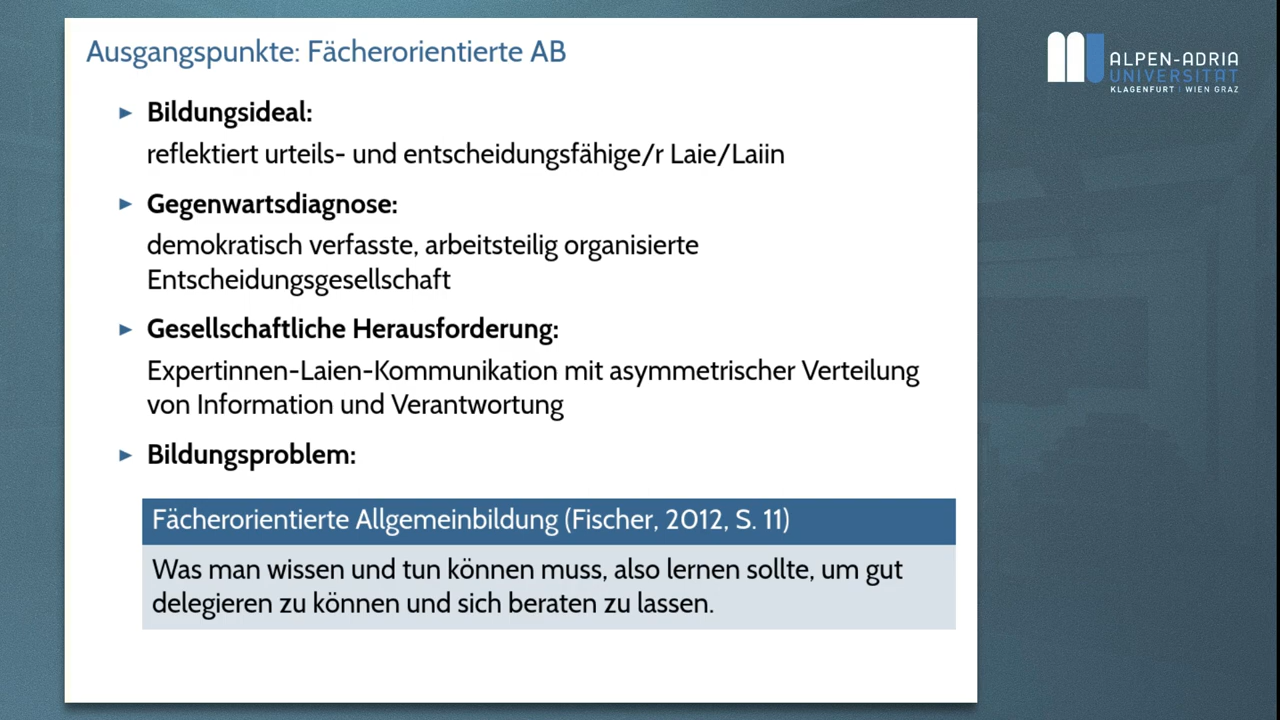 Ausgangspunkte: Fächerorientierte AB
Bildungsideal:
reflektiert urteils- und entscheidungsfähige/r Laie/Laiin
Gegenwartsdiagnose:
demokratisch verfasste, arbeitsteilig organisierte
Entscheidungsgesellschaft
Gesellschaftliche Herausforderung:
Expertinnen-Laien-Kommunikation mit asymmetrischer Verteilung
von Information und Verantwortung
Bildungsproblem:
Fächerorientierte Allgemeinbildung (Fischer, 2012, S. 11)
Was man wissen und tun können muss, also lernen sollte, um gut
delegieren zu können und sich beraten zu lassen.
ALPEN-ADRIA
UNIVERSITÄT
KLAGENFURT | WIEN GRAZ